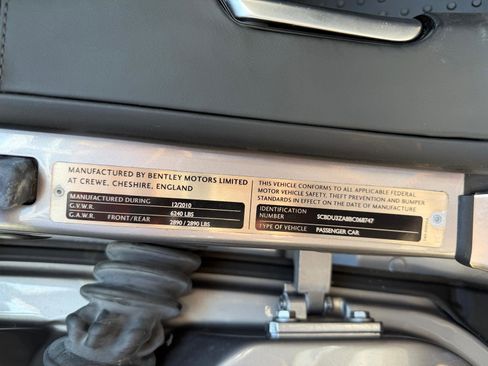 MANUFACTURED BY BENTLEY MOTORS LIMITED
AT CREWE, CHESHIRE, ENGLAND
MANUFACTURED DURING 12/2010
G.V.W.R. 6240 LBS
G.A.W.R. FRONT/REAR 2890 / 2890 LBS
THIS VEHICLE CONFORMS TO ALL APPLICABLE FEDERAL
MOTOR VEHICLE SAFETY, THEFT PREVENTION AND BUMPER
STANDARDS IN EFFECT ON THE DATE OF MANUFACTURE
IDENTIFICATION
NUMBER
TYPE OF VEHICLE PASSENGER CAR